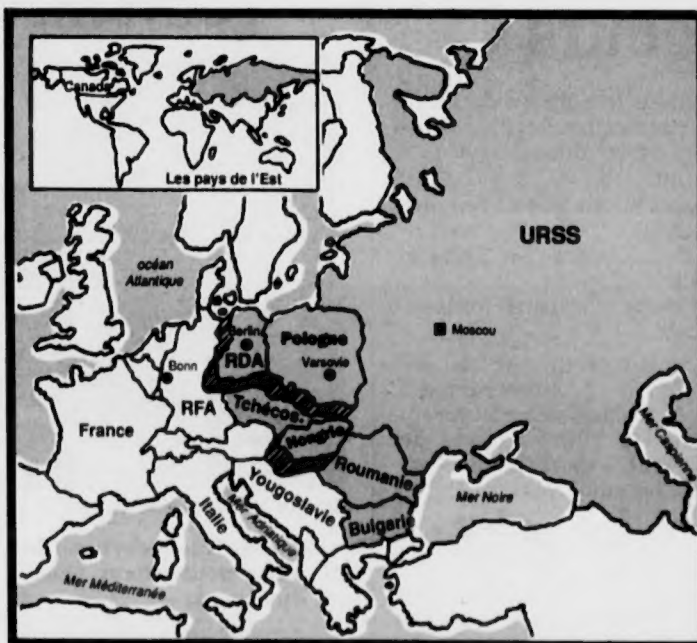 Canada
Les pays de l'Est
URSS
océan
Atlantique
Moscou
Berlin
Pologne
Bonn
RDA
Varsovie
RFA
Tchécos.
France
Hongrie
Mer Caspienne
Roumanie
Yougoslavie
Mer Noire
Italie
Mer Adriatique
Bulgarie
Mer Méditerranée